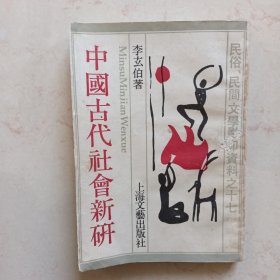 民俗、民間文學影印資料之十七
李玄伯著
MinsuMinJianWenxue
中國古代社會新研
上海文藝出版社